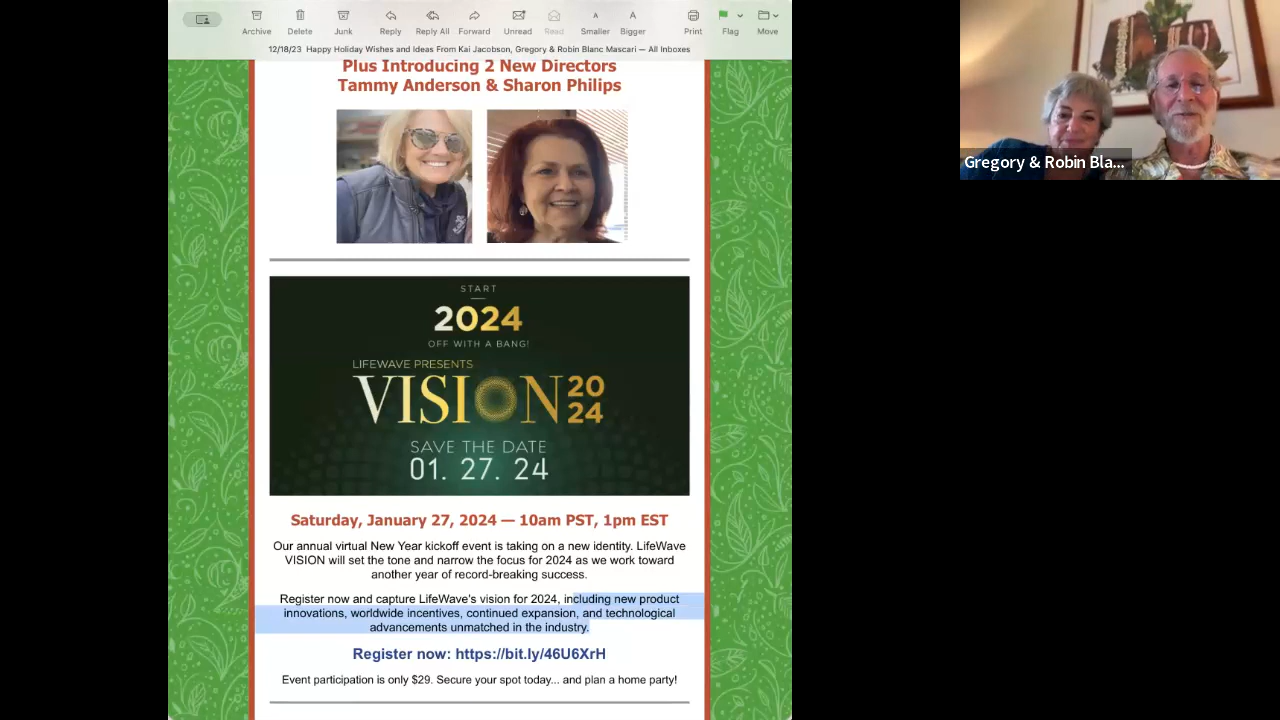 Archive Delete Junk Reply Reply All Forward Unread Read Smaller Bigger Print Flag Move
12/18/23 Happy Holiday Wishes and Ideas From Kai Jacobson, Gregory & Robin Blanc Mascari — All Inboxes
Plus Introducing 2 New Directors
Tammy Anderson & Sharon Philips
START
2024
OFF WITH A BANG!
LIFEWAVE PRESENTS
VISION 2024
SAVE THE DATE
01. 27. 24
Saturday, January 27, 2024 — 10am PST, 1pm EST
Our annual virtual New Year kickoff event is taking on a new identity. LifeWave
VISION will set the tone and narrow the focus for 2024 as we work toward
another year of record-breaking success.
Register now and capture LifeWave's vision for 2024, including new product
innovations, worldwide incentives, continued expansion, and technological
advancements unmatched in the industry.
Register now: https://bit.ly/46U6XrH
Event participation is only $29. Secure your spot today... and plan a home party!
Gregory & Robin Bla...